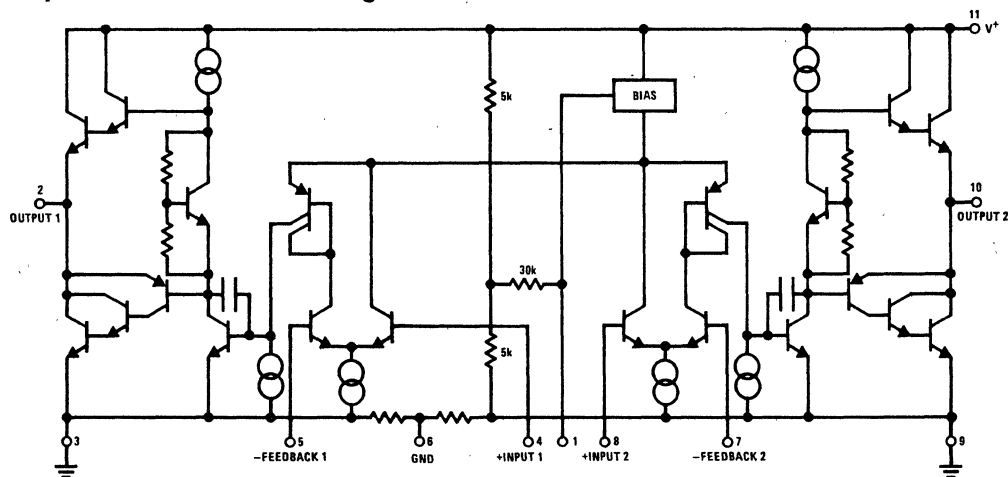 11
V+
5k
BIAS
2
OUTPUT 1
10
OUTPUT 2
30k
5k
3
5
-FEEDBACK 1
6
GND
4
+INPUT 1
1
8
+INPUT 2
7
-FEEDBACK 2
9